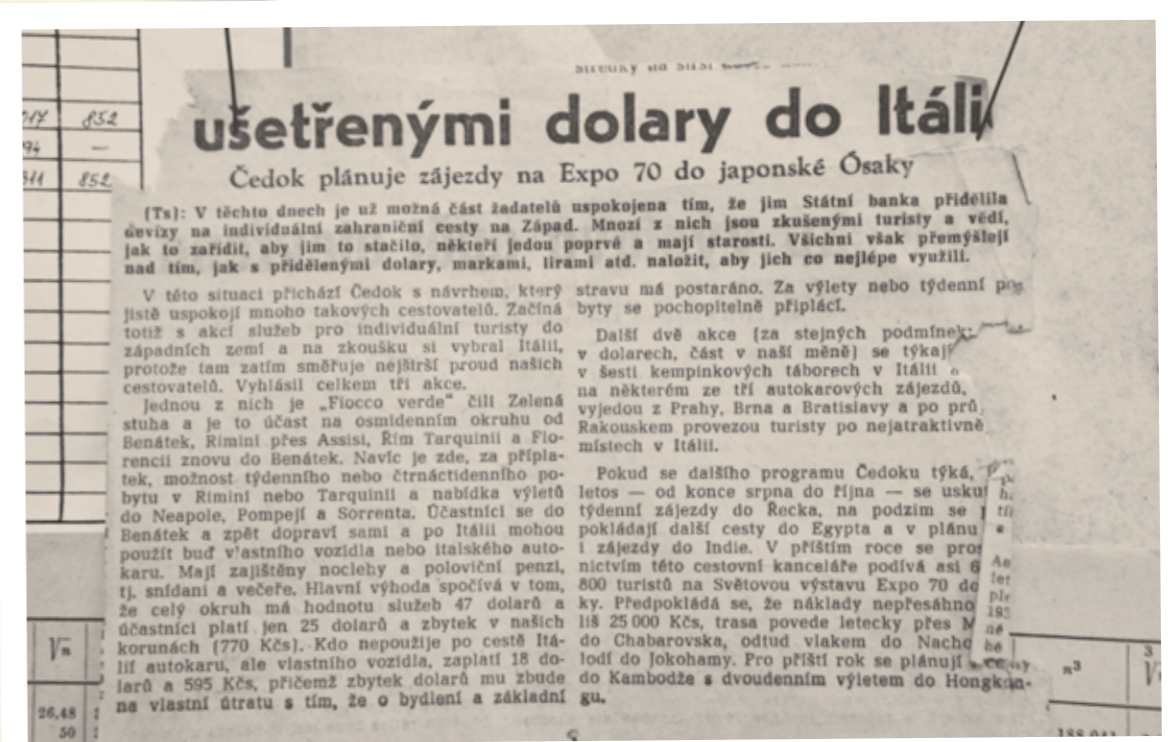 ušetřenými dolary do Itáli
Čedok plánuje zájezdy na Expo 70 do japonské Ósaky
(Ts): V těchto dnech je už možná část žadatelů uspokojena tím, že jim Státní banka přidělila
devizy na individuální zahraniční cesty na Západ. Mnozí z nich jsou zkušenými turisty a vědí,
jak to zařídit, aby jim to stačilo, někteří jedou poprvé a mají starosti. Všichni však přemýšlejí
nad tím, jak s přidělenými dolary, markami, lirami atd. naložit, aby jich co nejlépe využili.
V této situaci přichází Čedok s návrhem, který
jistě uspokojí mnoho takových cestovatelů. Začíná
totiž s akcí služeb pro individuální turisty do
západních zemí a na zkoušku si vybral Itálii,
protože tam zatím směřuje nejširší proud našich
cestovatelů. Vyhlásil celkem tři akce.
Jednou z nich je „Fiocco verde" čili Zelená
stuha a je to účast na osmidenním okruhu od
Benátek, Rimini přes Assisi, Řím Tarquinii a Flo-
rencii znovu do Benátek. Navíc je zde, za přípla-
tek, možnost týdenního nebo čtrnáctidenního po-
bytu v Rimini nebo Tarquinii a nabídka výletů
do Neapole, Pompejí a Sorrenta. Účastníci se do
Benátek a zpět dopraví sami a po Itálii mohou
použít buď vlastního vozidla nebo italského auto-
karu. Mají zajištěny noclehy a poloviční penzi,
tj. snídani a večeře. Hlavní výhoda spočívá v tom,
že celý okruh má hodnotu služeb 47 dolarů a
účastníci platí jen 25 dolarů a zbytek v našich
korunách (770 Kčs). Kdo nepoužije po cestě Itá-
lií autokaru, ale vlastního vozidla, zaplatí 18 do-
larů a 595 Kčs, přičemž zbytek dolarů mu zbude
na vlastní útratu s tím, že o bydlení a základní
stravu má postaráno. Za výlety nebo týdenní po-
byty se pochopitelně připlácí.
Další dvě akce (za stejných podmínek:
v dolarech, část v naší měně) se týkají
v šesti kempinkových táborech v Itálii a
na některém ze tří autokarových zájezdů,
vyjedou z Prahy, Brna a Bratislavy a po prů
Rakouskem provezou turisty po nejatraktivně
místech v Itálii.
Pokud se dalšího programu Čedoku týká,
letos — od konce srpna do října — se usku
týdenní zájezdy do Řecka, na podzim se
pokládají další cesty do Egypta a v plánu
i zájezdy do Indie. V příštím roce se pros
nictvím této cestovní kanceláře podívá asi 6
800 turistů na Světovou výstavu Expo 70 do
ky. Předpokládá se, že náklady nepřesáhno
liš 25 000 Kčs, trasa povede letecky přes M
do Chabarovska, odtud vlakem do Nacho
lodí do Jokohamy. Pro příští rok se plánují
do Kambodže s dvoudenním výletem do Hongkon-
gu.
017 852
94 —
911 852
26,48
50
n³
3
188 041